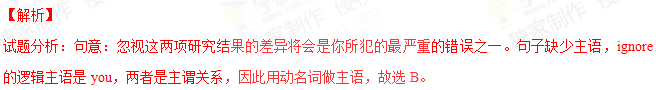 【解析】
试题分析：句意：忽视这两项研究结果的差异将会是你所犯的最严重的错误之一。句子缺少主语，ignore
的逻辑主语是 you，两者是主谓关系，因此用动名词做主语，故选 B。